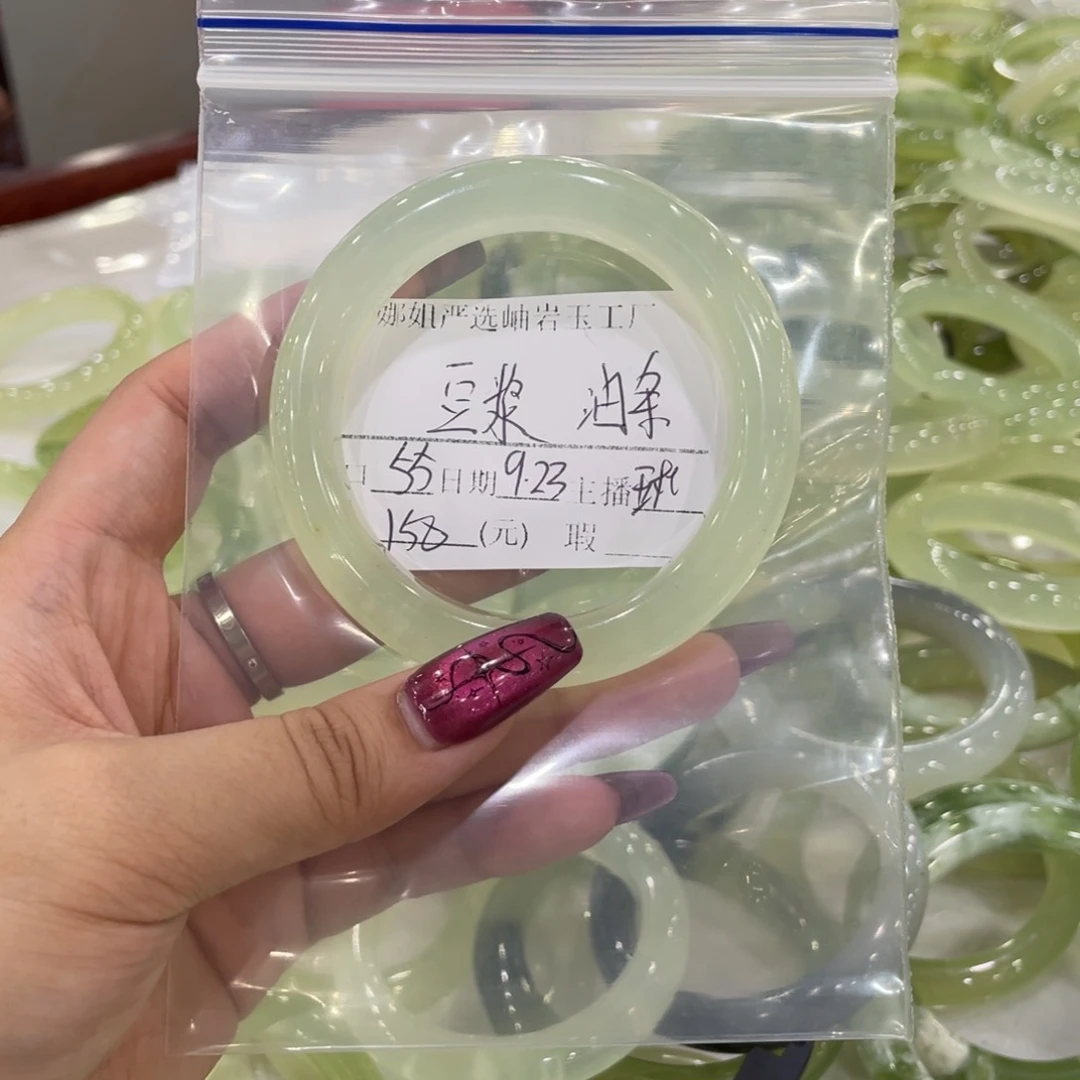 娜姐严选岫岩玉工厂
豆浆 油条
口 55 日期 9.23 主播
158 (元) 瑕